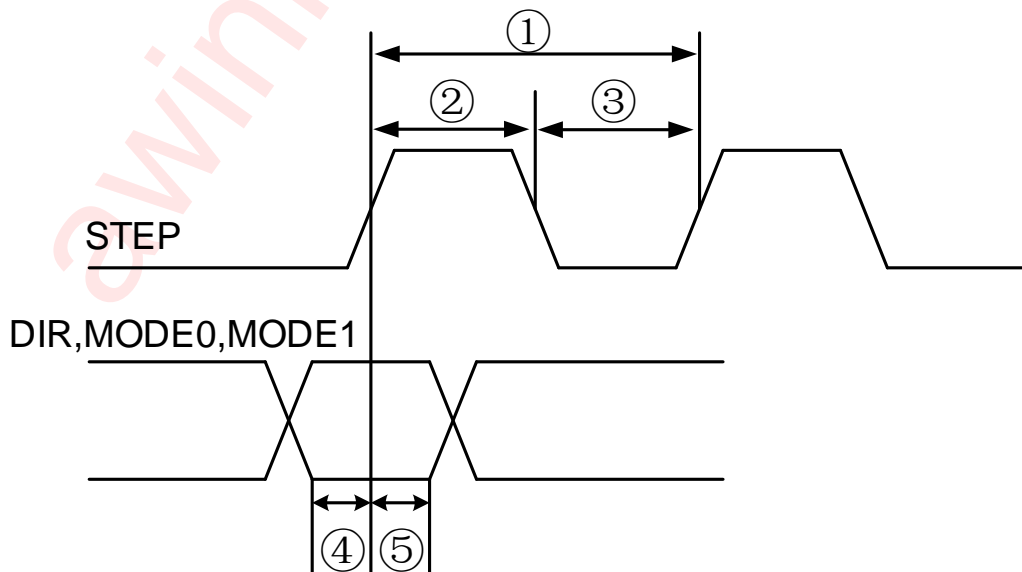 ①
② ③
STEP
DIR,MODE0,MODE1
④ ⑤